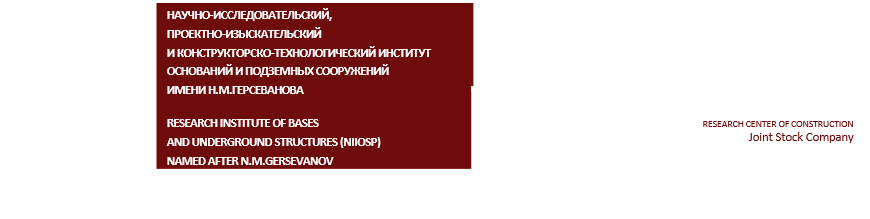 НАУЧНО-ИССЛЕДОВАТЕЛЬСКИЙ,
ПРОЕКТНО-ИЗЫСКАТЕЛЬСКИЙ
И КОНСТРУКТОРСКО-ТЕХНОЛОГИЧЕСКИЙ ИНСТИТУТ
ОСНОВАНИЙ И ПОДЗЕМНЫХ СООРУЖЕНИЙ
ИМЕНИ Н.М.ГЕРСЕВАНОВА
RESEARCH INSTITUTE OF BASES
AND UNDERGROUND STRUCTURES (NIIOSP)
NAMED AFTER N.M.GERSEVANOV
RESEARCH CENTER OF CONSTRUCTION
Joint Stock Company